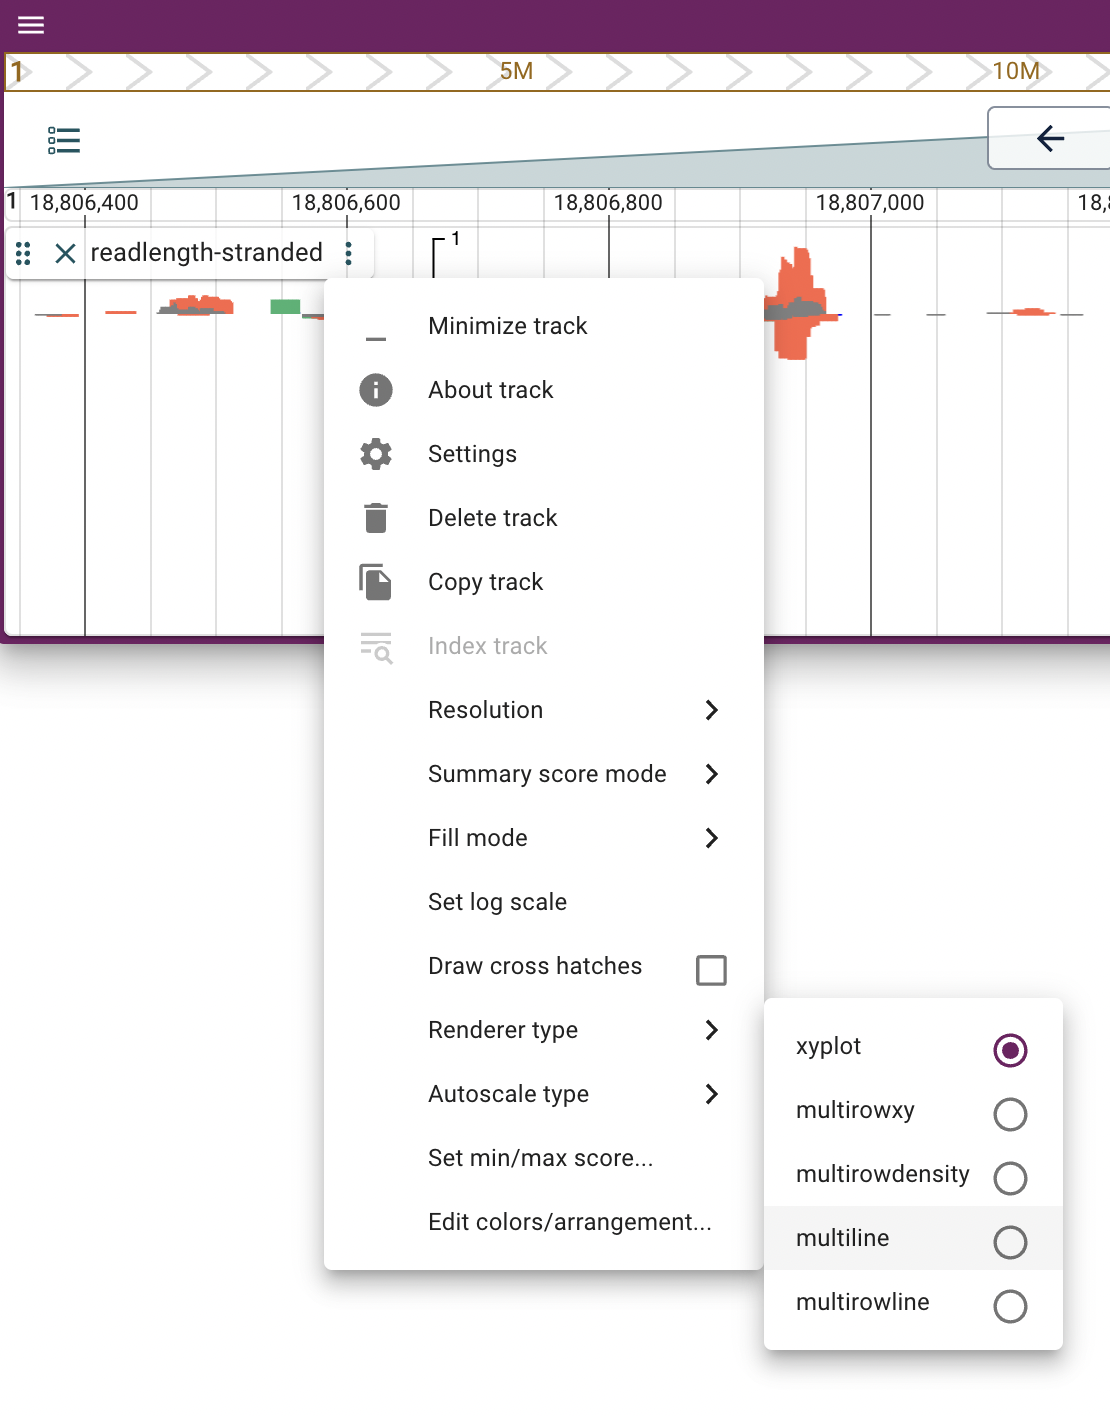 1 5M 10M
1 18,806,400 18,806,600 18,806,800 18,807,000 18,8
readlength-stranded 1
Minimize track
About track
Settings
Delete track
Copy track
Index track
Resolution
Summary score mode
Fill mode
Set log scale
Draw cross hatches
Renderer type
Autoscale type
Set min/max score...
Edit colors/arrangement...
xyplot
multirowxy
multirowdensity
multiline
multirowline